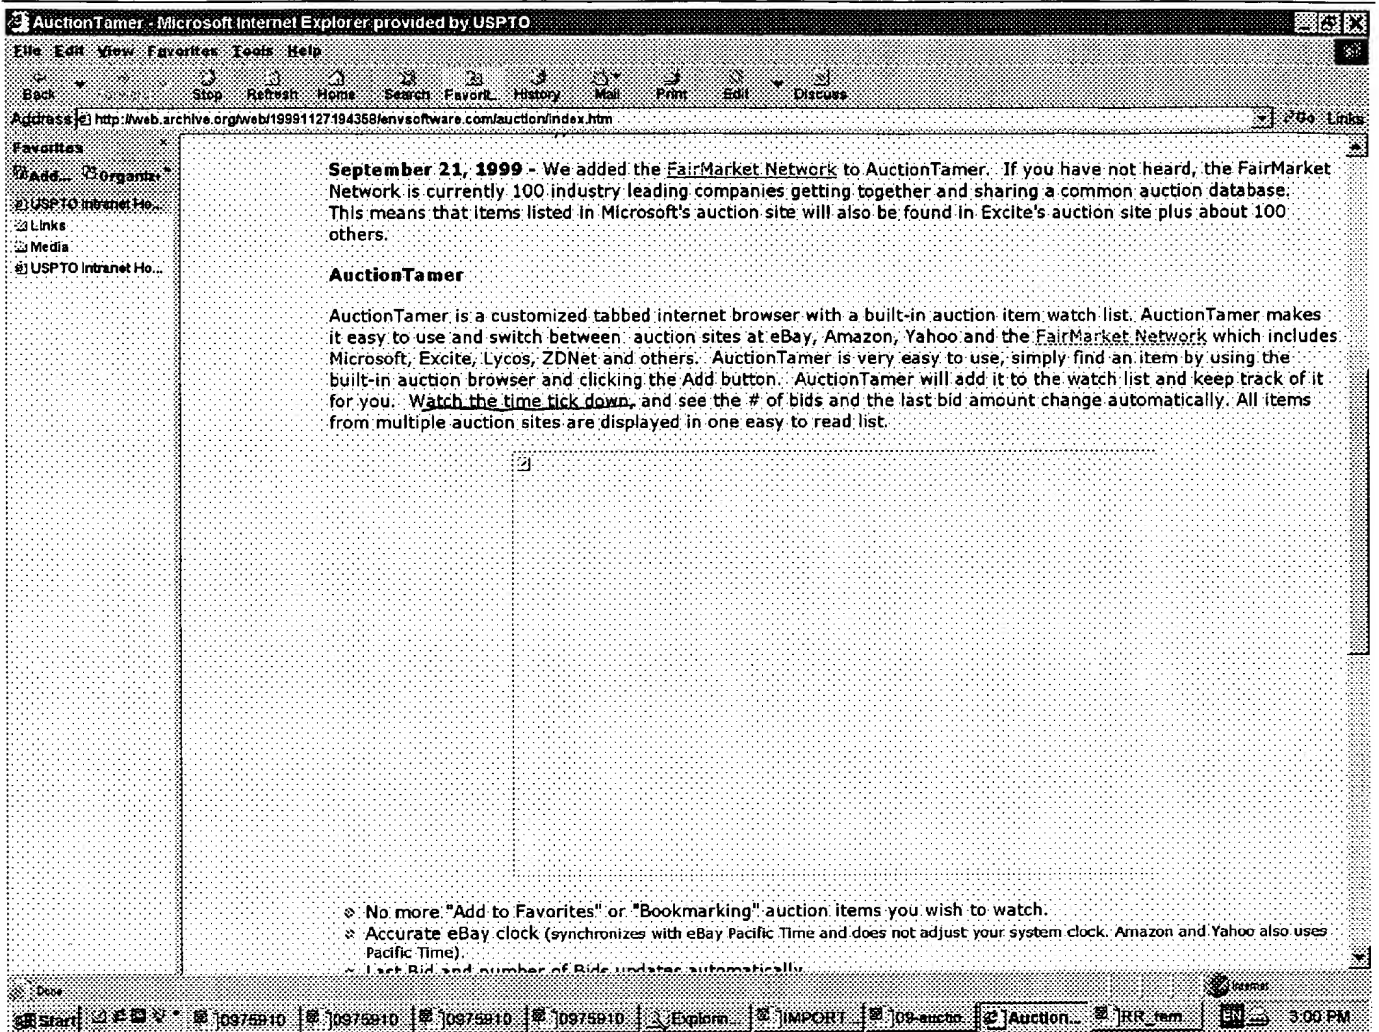 AuctionTamer - Microsoft Internet Explorer provided by USPTO
File Edit View Favorites Tools Help
Back Stop Refresh Home Search Favorit.. History Mail Print Edit Discuss
Address http://web.archive.org/web/19991127194358/envsoftware.com/auction/index.htm Go Links
Favorites
Add... Organize
USPTO Intranet Ho...
Links
Media
USPTO Intranet Ho...
September 21, 1999 - We added the FairMarket Network to AuctionTamer. If you have not heard, the FairMarket
Network is currently 100 industry leading companies getting together and sharing a common auction database.
This means that items listed in Microsoft's auction site will also be found in Excite's auction site plus about 100
others.
AuctionTamer
AuctionTamer is a customized tabbed internet browser with a built-in auction item watch list. AuctionTamer makes
it easy to use and switch between auction sites at eBay, Amazon, Yahoo and the FairMarket Network which includes
Microsoft, Excite, Lycos, ZDNet and others. AuctionTamer is very easy to use, simply find an item by using the
built-in auction browser and clicking the Add button. AuctionTamer will add it to the watch list and keep track of it
for you. Watch the time tick down, and see the # of bids and the last bid amount change automatically. All items
from multiple auction sites are displayed in one easy to read list.
No more "Add to Favorites" or "Bookmarking" auction items you wish to watch.
Accurate eBay clock (synchronizes with eBay Pacific Time and does not adjust your system clock. Amazon and Yahoo also uses
Pacific Time).
Last Bid and number of Bids updates automatically
Done Internet
Start 0975910 0975910 0975910 0975910 Explorin... IMPORT... 09-auctio Auction... RR_tem EN 3:00 PM